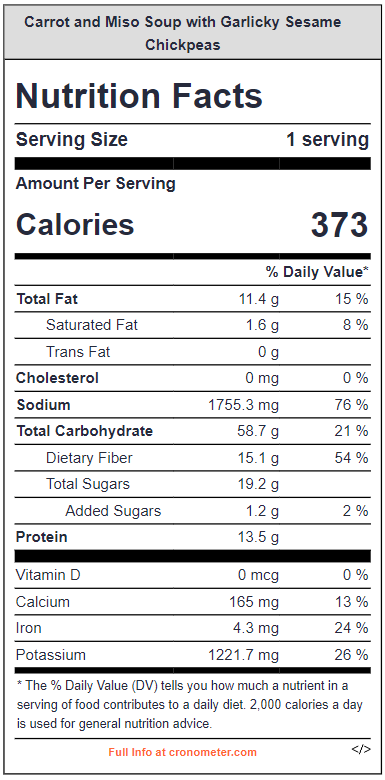 Carrot and Miso Soup with Garlicky Sesame
Chickpeas
Nutrition Facts
Serving Size 1 serving
Amount Per Serving
Calories 373
% Daily Value*
Total Fat 11.4 g 15 %
Saturated Fat 1.6 g 8 %
Trans Fat 0 g
Cholesterol 0 mg 0 %
Sodium 1755.3 mg 76 %
Total Carbohydrate 58.7 g 21 %
Dietary Fiber 15.1 g 54 %
Total Sugars 19.2 g
Added Sugars 1.2 g 2 %
Protein 13.5 g
Vitamin D 0 mcg 0 %
Calcium 165 mg 13 %
Iron 4.3 mg 24 %
Potassium 1221.7 mg 26 %
* The % Daily Value (DV) tells you how much a nutrient in a
serving of food contributes to a daily diet. 2,000 calories a day
is used for general nutrition advice.
Full Info at cronometer.com </>